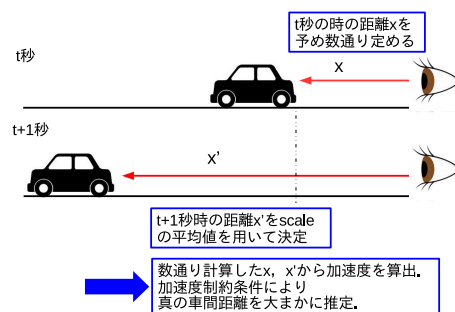 t秒の時の距離xを
予め数通り定める
t秒
x
t+1秒
x’
t+1秒時の距離x’をscale
の平均値を用いて決定
数通り計算したx，x’から加速度を算出．
加速度制約条件により
真の車間距離を大まかに推定．